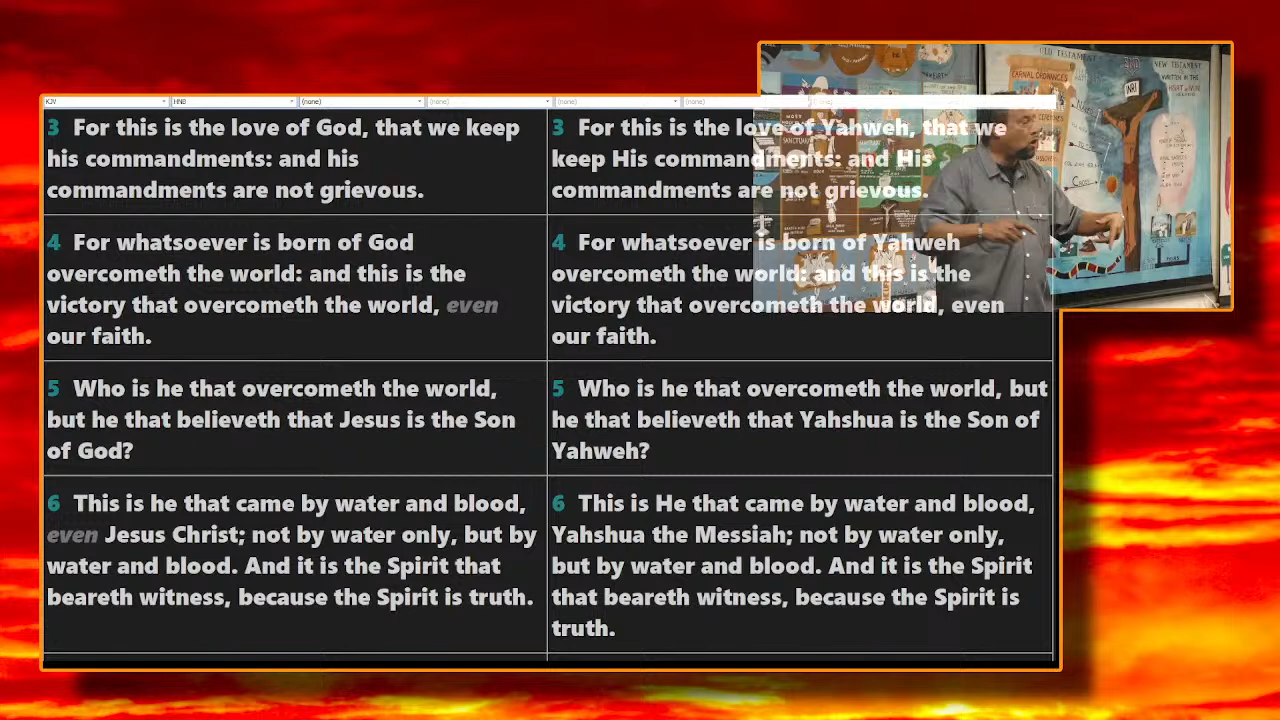 KJV HNB (none) (none) (none) (none) (none)
3 For this is the love of God, that we keep
his commandments: and his
commandments are not grievous.
3 For this is the love of Yahweh, that we
keep His commandments: and His
commandments are not grievous.
4 For whatsoever is born of God
overcometh the world: and this is the
victory that overcometh the world, even
our faith.
4 For whatsoever is born of Yahweh
overcometh the world: and this is the
victory that overcometh the world, even
our faith.
5 Who is he that overcometh the world,
but he that believeth that Jesus is the Son
of God?
5 Who is he that overcometh the world, but
he that believeth that Yahshua is the Son of
Yahweh?
6 This is he that came by water and blood,
even Jesus Christ; not by water only, but by
water and blood. And it is the Spirit that
beareth witness, because the Spirit is truth.
6 This is He that came by water and blood,
Yahshua the Messiah; not by water only,
but by water and blood. And it is the Spirit
that beareth witness, because the Spirit is
truth.
OLD TESTAMENT
CARNAL ORDINANCES
END
INRI
NEW TESTAMENT
WRITTEN IN THE